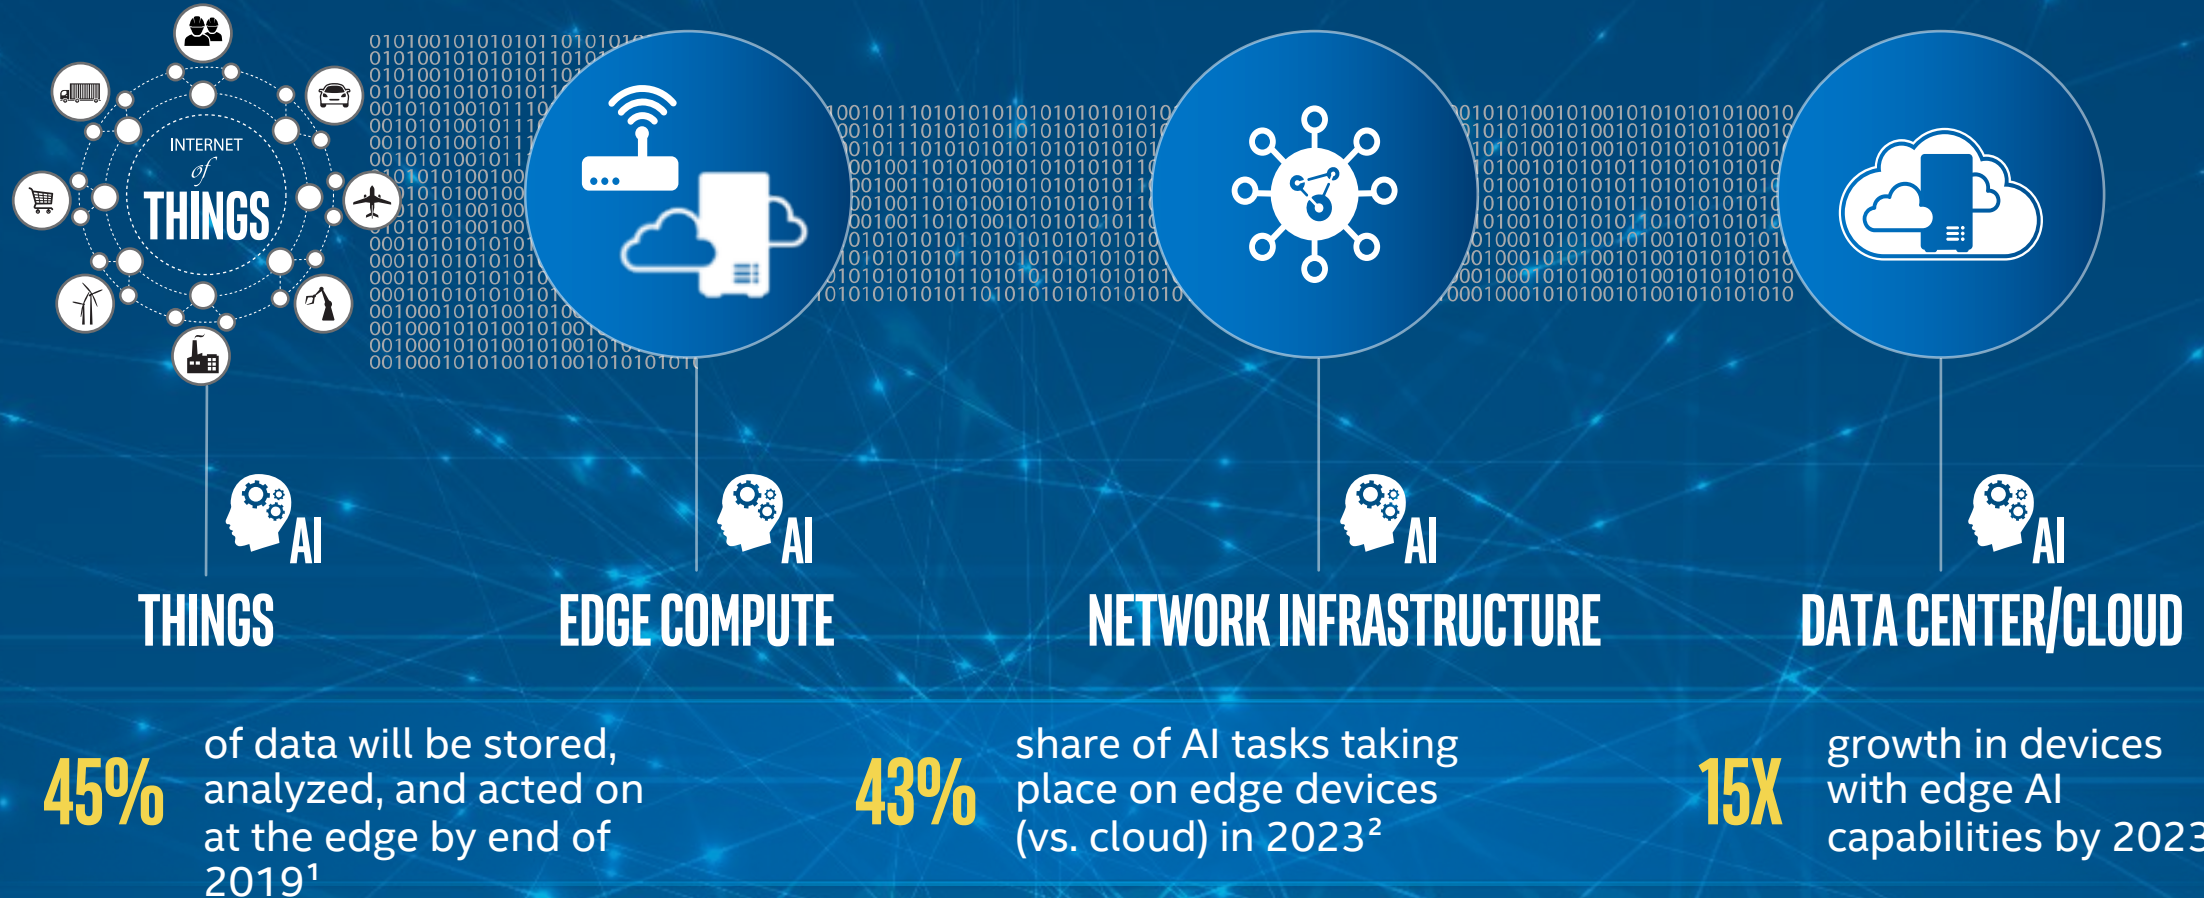 INTERNET
of
THINGS
AI
AI
AI
AI
THINGS
EDGE COMPUTE
NETWORK INFRASTRUCTURE
DATA CENTER/CLOUD
45%
of data will be stored,
analyzed, and acted on
at the edge by end of
2019¹
43%
share of AI tasks taking
place on edge devices
(vs. cloud) in 2023²
15X
growth in devices
with edge AI
capabilities by 2023